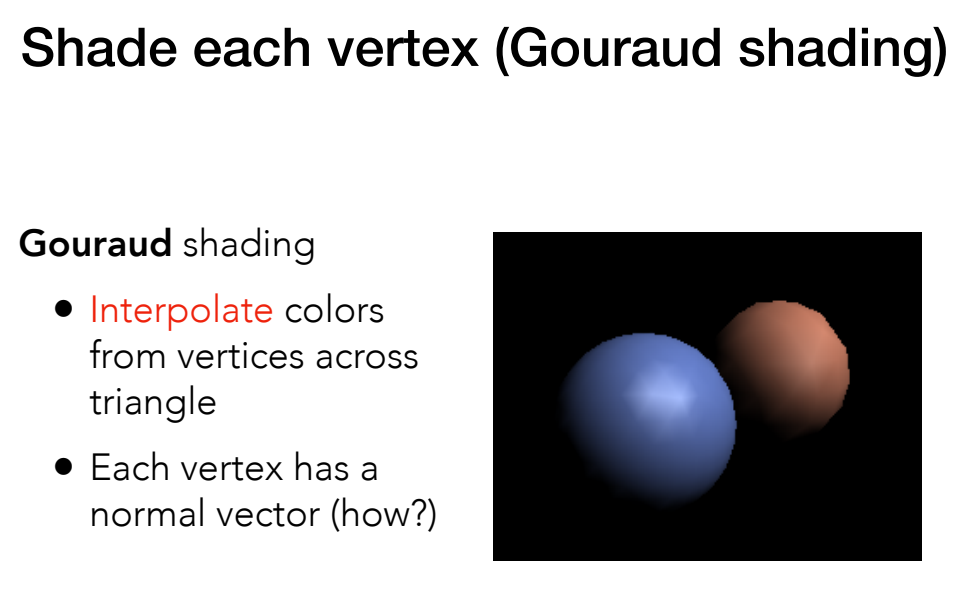 Shade each vertex (Gouraud shading)
Gouraud shading
• Interpolate colors
from vertices across
triangle
• Each vertex has a
normal vector (how?)